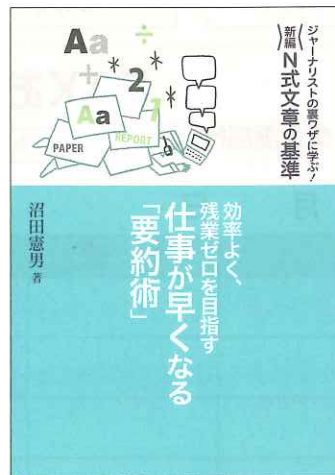 ジャーナリストの裏ワザに学ぶ!
新編 N式文章の基準
効率よく、
残業ゼロを目指す
仕事が早くなる
「要約術」
沼田憲男 著
Aa
÷
+
*
2
*
Aa
1
*
PAPER
REPORT
a